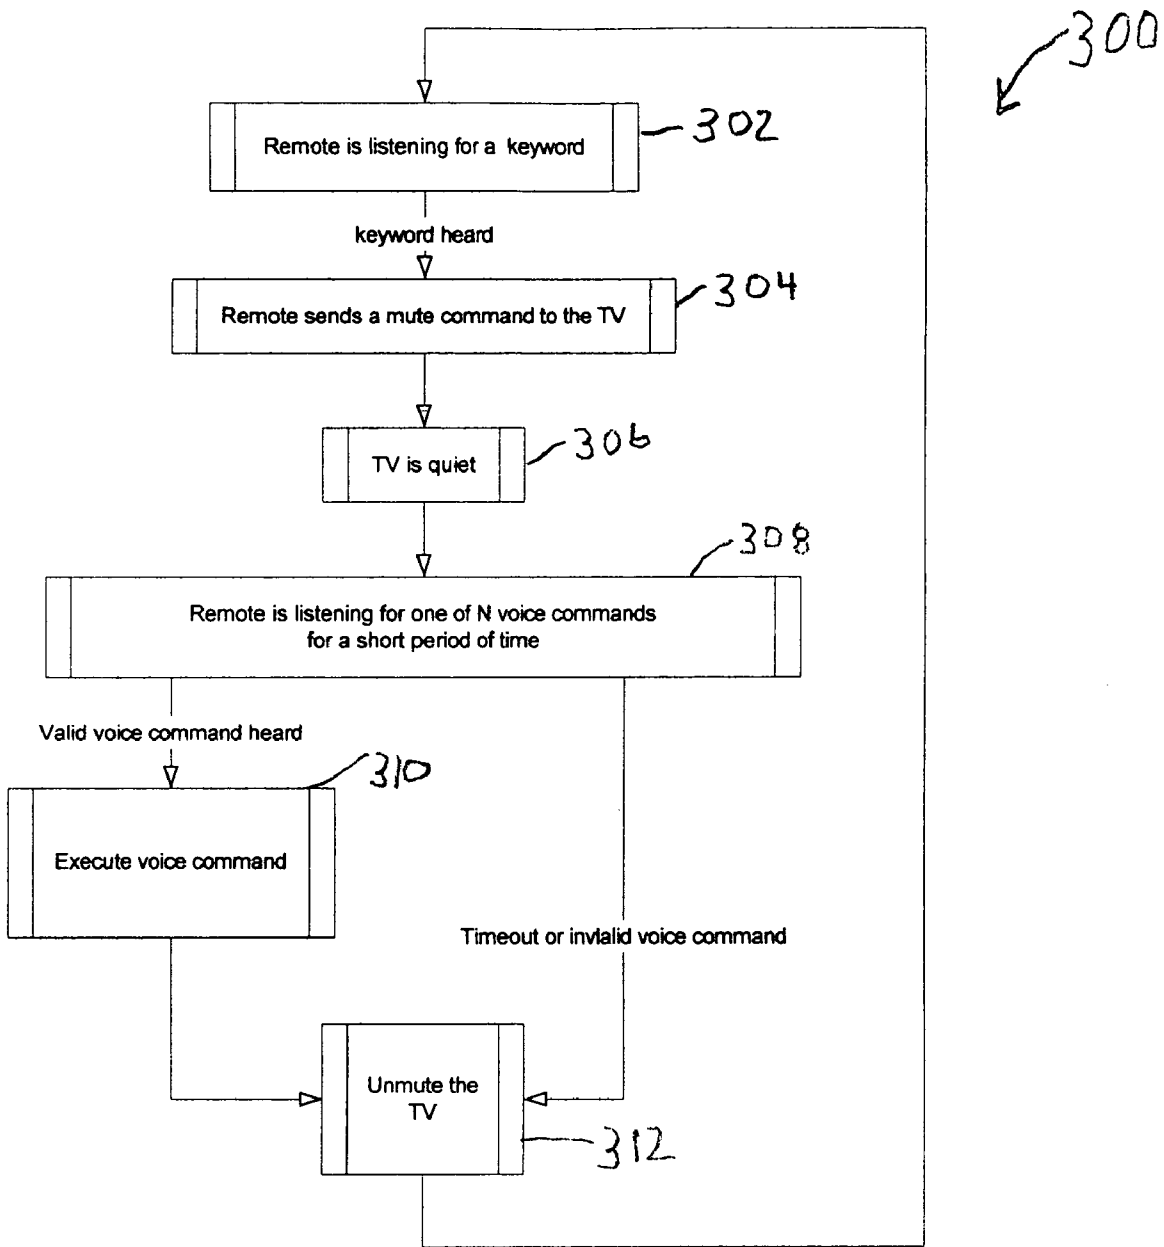 300
Remote is listening for a keyword
302
keyword heard
Remote sends a mute command to the TV
304
TV is quiet
306
308
Remote is listening for one of N voice commands
for a short period of time
Valid voice command heard
310
Execute voice command
Timeout or invlalid voice command
Unmute the
TV
312